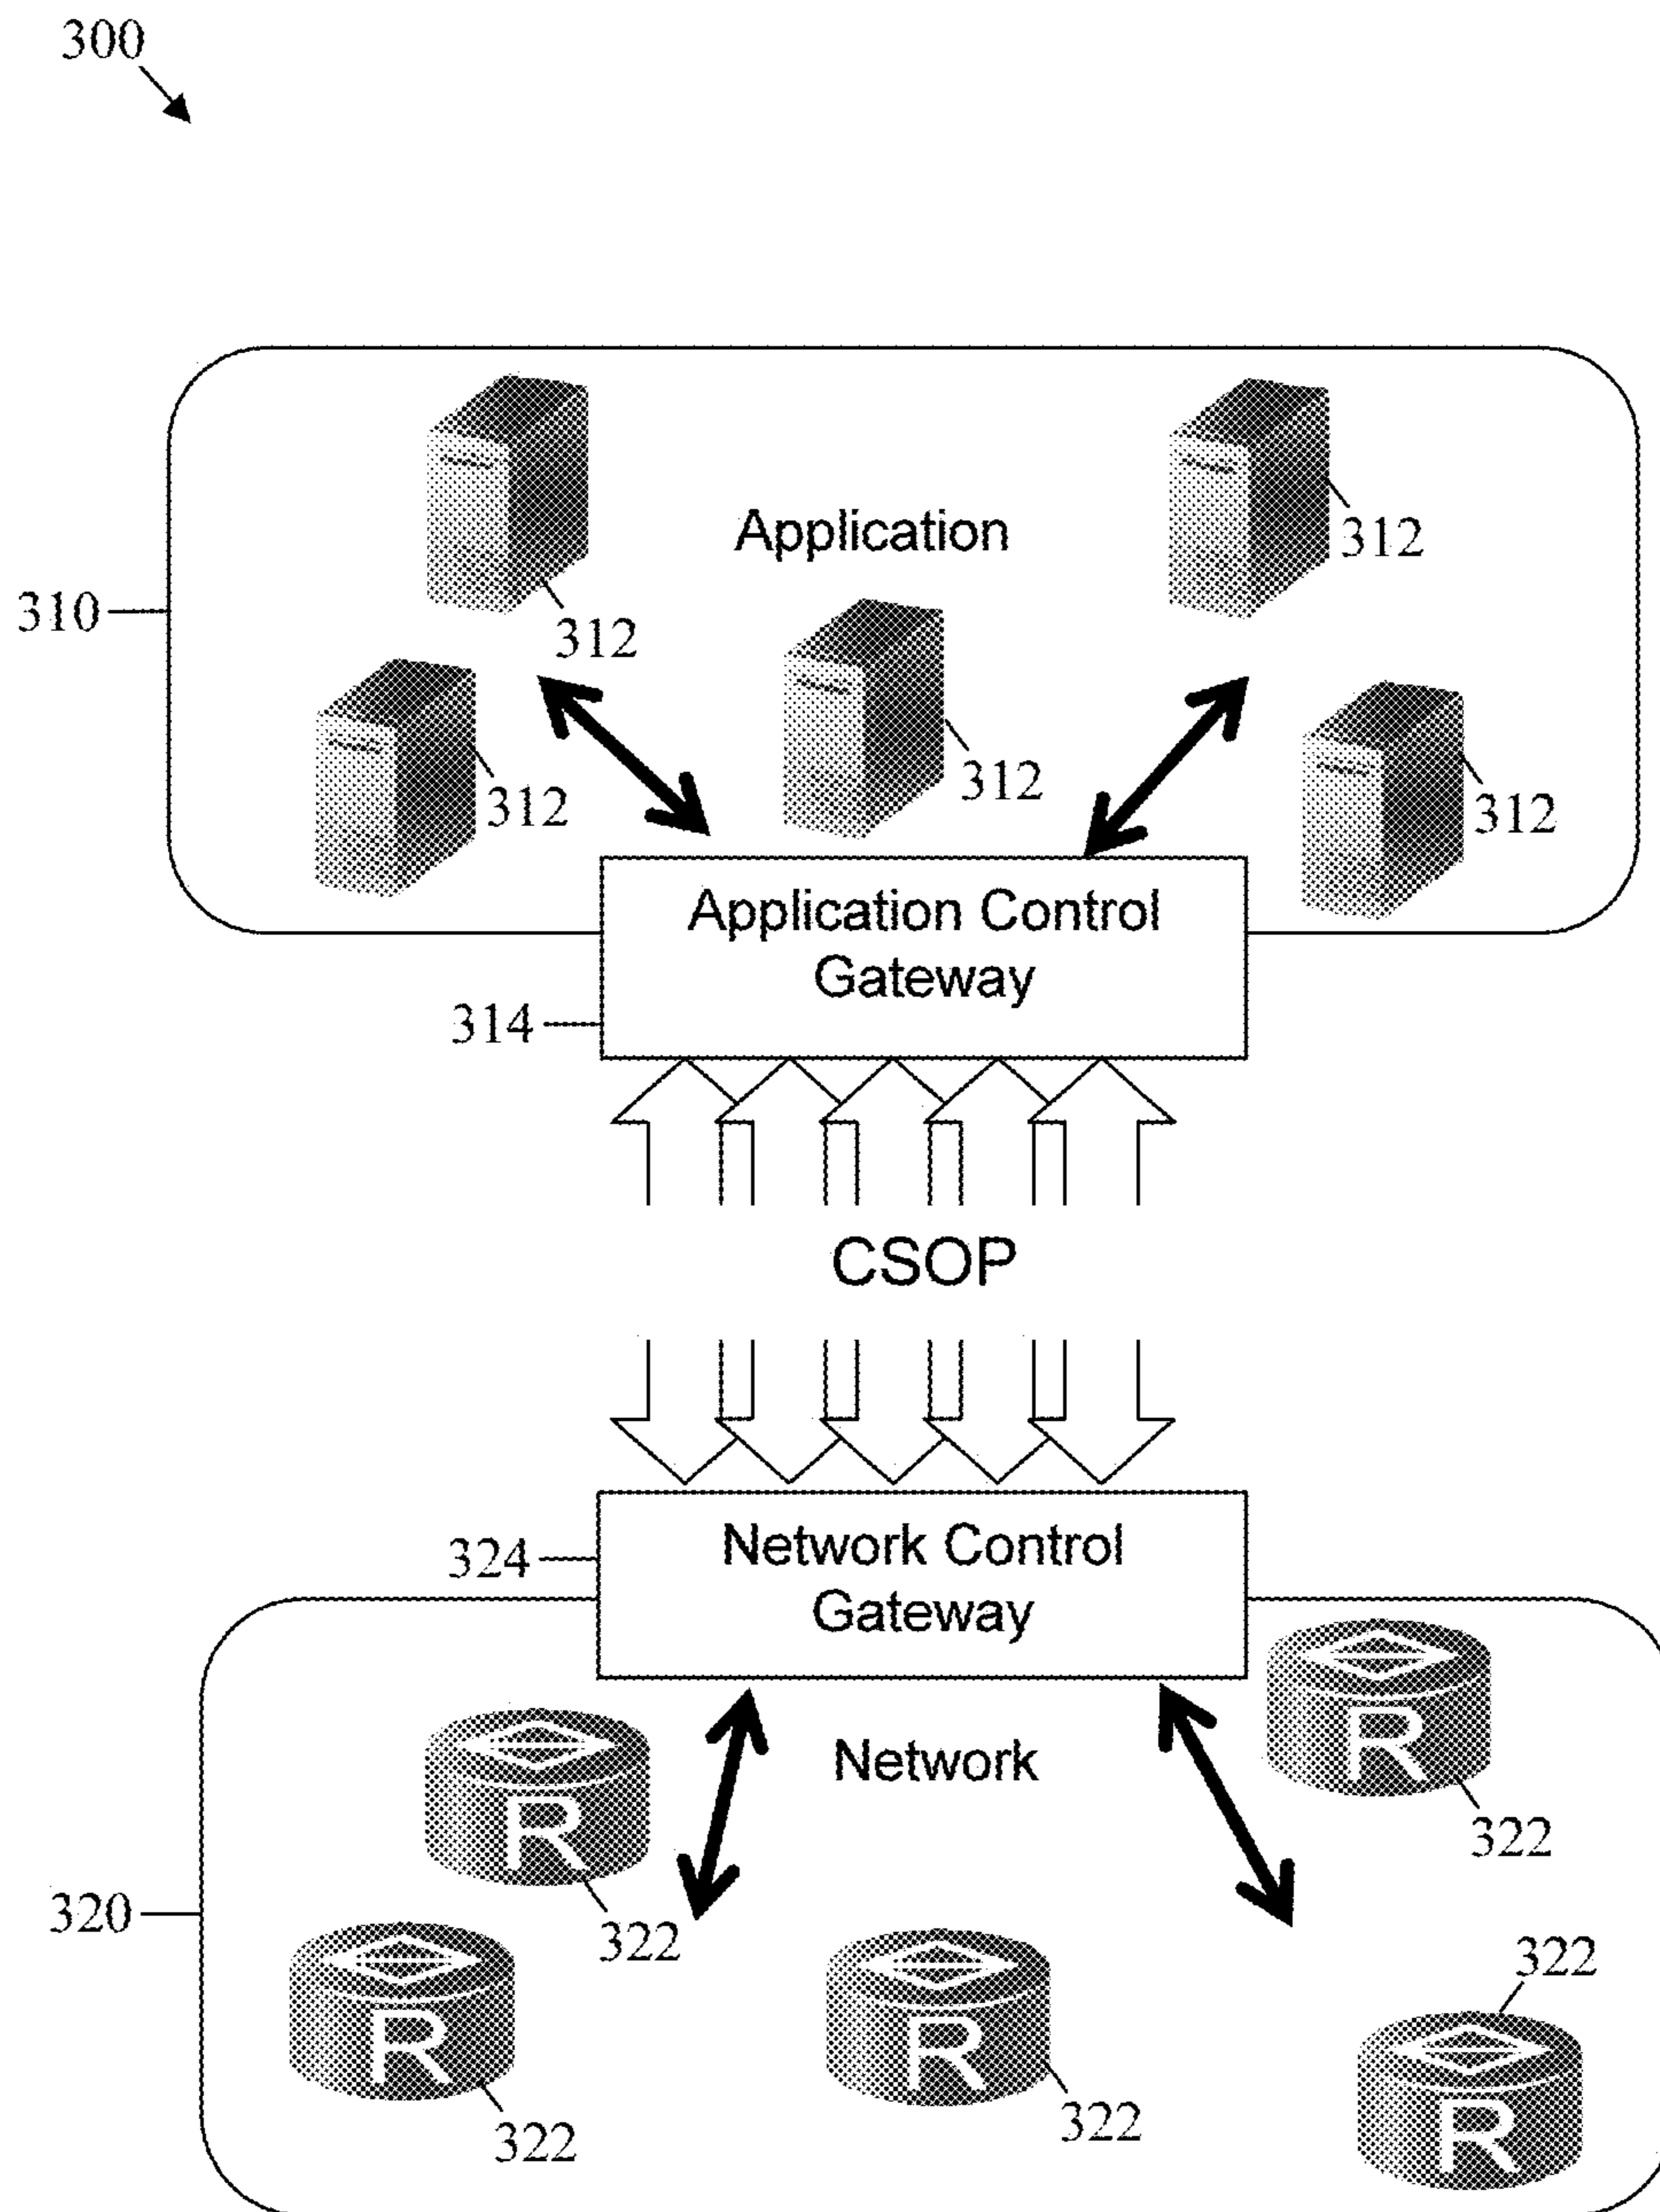 300
Application
312
312
310
312
312
312
Application Control
Gateway
314
CSOP
Network Control
Gateway
324
Network
R
R
322
322
320
R
R
322
R
322
322